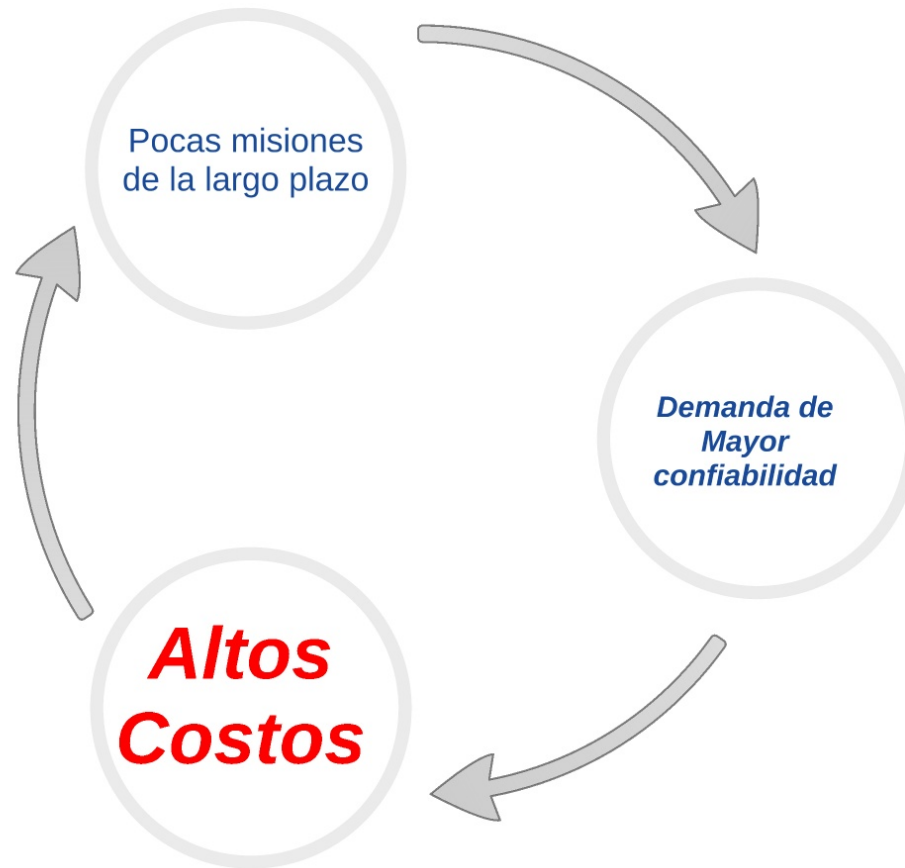 Pocas misiones
de la largo plazo
Demanda de
Mayor
confiabilidad
Altos
Costos